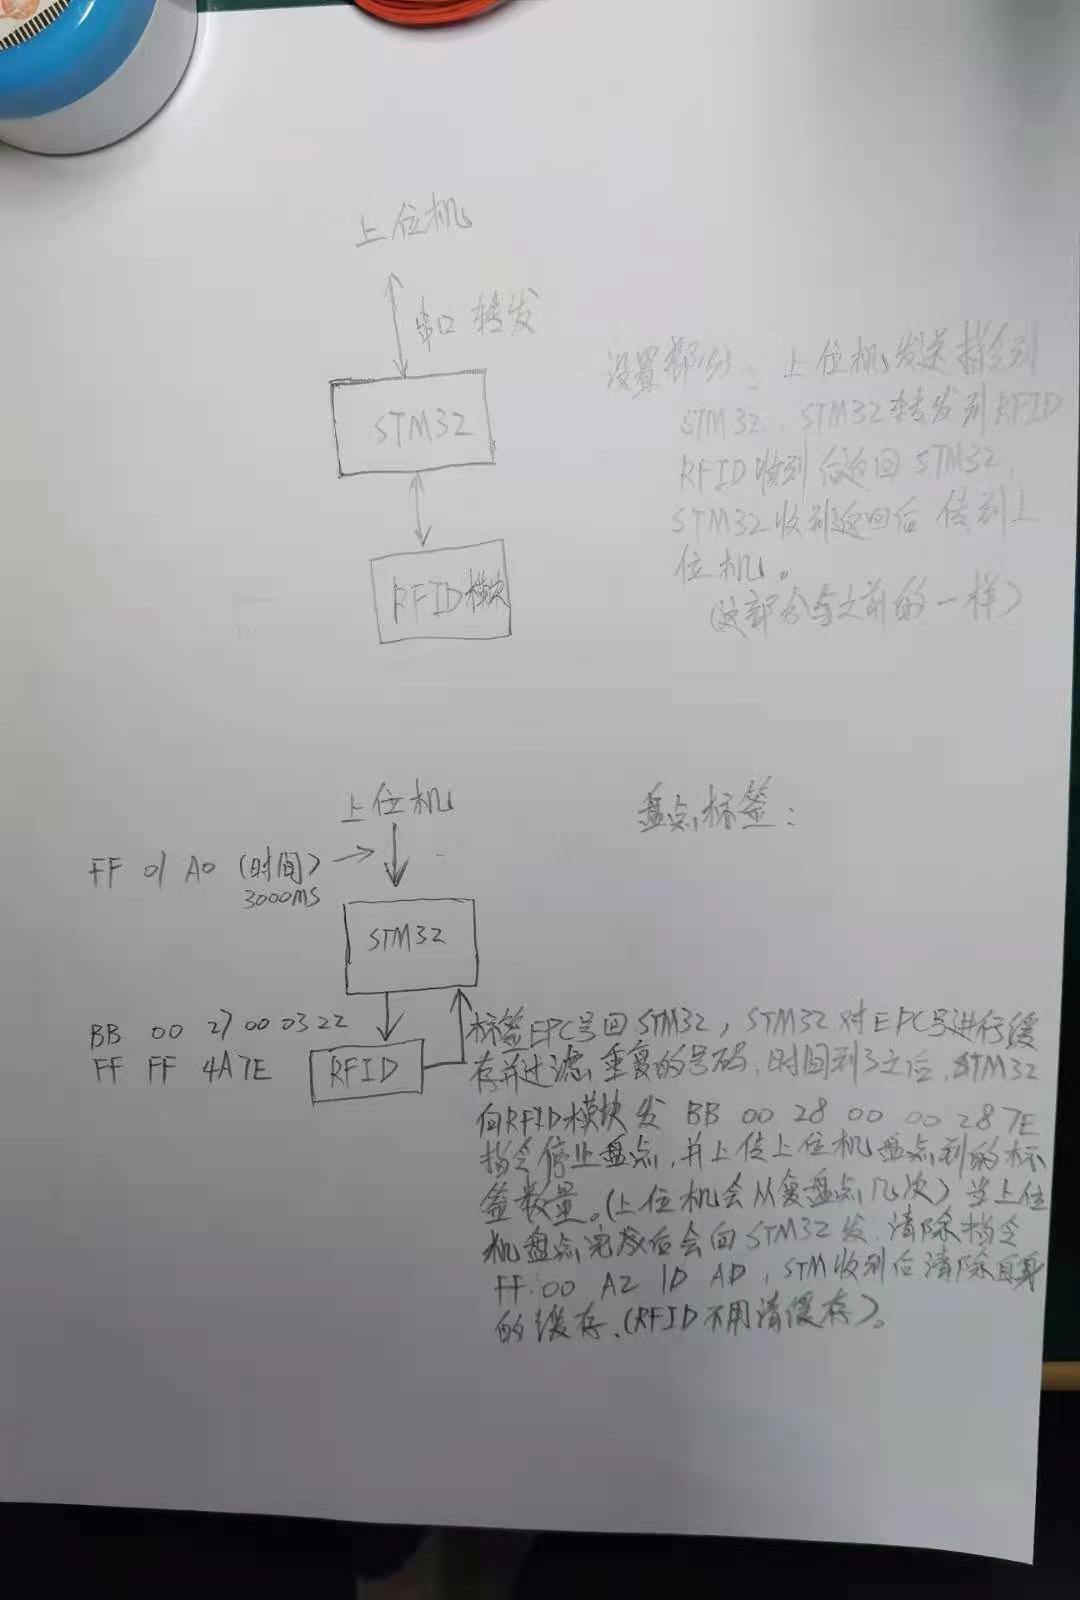 上位机
串口 转发
STM32
RFID模块
设置部分：上位机发送指令到
STM32，STM32转发到RFID
RFID收到后返回STM32，
STM32收到返回后传到上
位机。
（这部分与之前的一样）
上位机
FF 01 A0（时间）
3000MS
STM32
BB 00 27 00 03 22
FF FF 4A 7E
RFID
盘点标签：
标签EPC号回STM32，STM32对EPC号进行缓
存并过滤重复的号码，时间到了之后，STM32
向RFID模块发 BB 00 28 00 00 28 7E
指令停止盘点，并上传上位机盘点到的标
签数量。（上位机会从复盘点几次）当上位
机盘点完成后会向STM32发，清除指令
FF 00 A2 1D AD，STM收到后清除自身
的缓存、（RFID不用清缓存）。